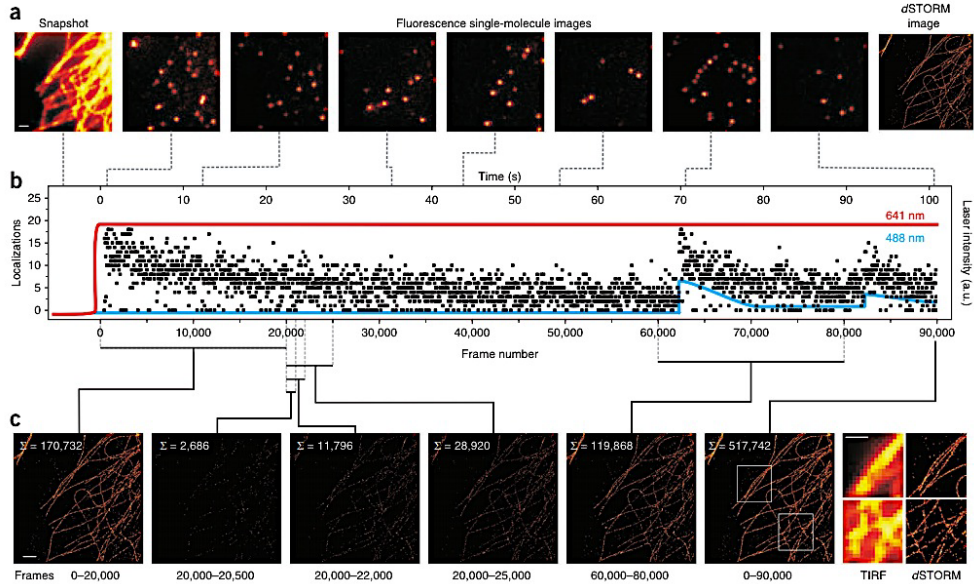 a
Snapshot
Fluorescence single-molecule images
dSTORM
image
b
Time (s)
0 10 20 30 40 50 60 70 80 90 100
25
20
15
10
5
0
Localizations
641 nm
488 nm
Laser intensity (a.u.)
0 10,000 20,000 30,000 40,000 50,000 60,000 70,000 80,000 90,000
Frame number
c
Σ = 170,732 Σ = 2,686 Σ = 11,796 Σ = 28,920 Σ = 119,868 Σ = 517,742
Frames 0–20,000 20,000–20,500 20,000–22,000 20,000–25,000 60,000–80,000 0–90,000 TIRF dSTORM